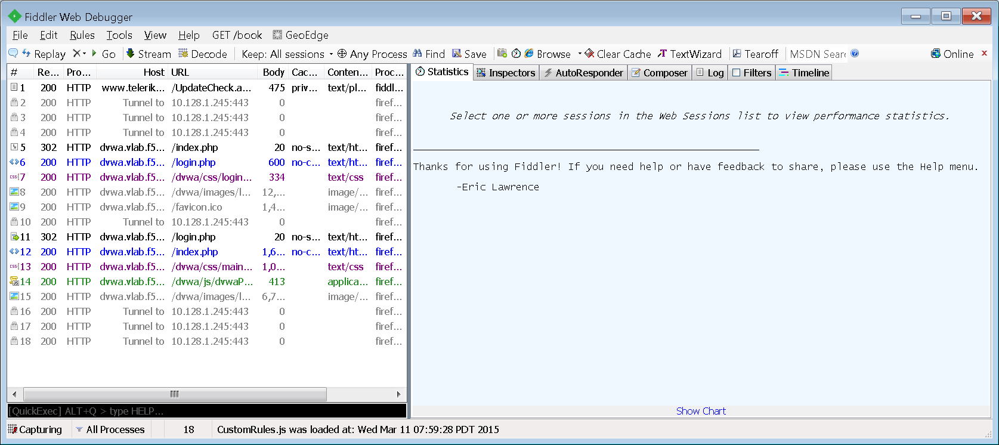 Fiddler Web Debugger
File Edit Rules Tools View Help GET /book GeoEdge
Replay Go Stream Decode Keep: All sessions Any Process Find Save Browse Clear Cache TextWizard Tearoff MSDN Sear Online
# Re... Pro... Host URL Body Cac... Conten... Proc...
1 200 HTTP www.telerik... /UpdateCheck.a... 475 priv... text/pl... fiddl...
2 200 HTTP Tunnel to 10.128.1.245:443 0 firef...
3 200 HTTP Tunnel to 10.128.1.245:443 0 firef...
4 200 HTTP Tunnel to 10.128.1.245:443 0 firef...
5 302 HTTP dvwa.vlab.f5... /index.php 20 no-s... text/ht... firef...
6 200 HTTP dvwa.vlab.f5... /login.php 600 no-c... text/ht... firef...
7 200 HTTP dvwa.vlab.f5... /dvwa/css/login... 334 text/css firef...
8 200 HTTP dvwa.vlab.f5... /dvwa/images/l... 12,... image/... firef...
9 200 HTTP dvwa.vlab.f5... /favicon.ico 1,4... image/... firef...
10 200 HTTP Tunnel to 10.128.1.245:443 0 firef...
11 302 HTTP dvwa.vlab.f5... /login.php 20 no-s... text/ht... firef...
12 200 HTTP dvwa.vlab.f5... /index.php 1,6... no-c... text/ht... firef...
13 200 HTTP dvwa.vlab.f5... /dvwa/css/main... 1,0... text/css firef...
14 200 HTTP dvwa.vlab.f5... /dvwa/js/dvwaP... 413 applica... firef...
15 200 HTTP dvwa.vlab.f5... /dvwa/images/l... 6,7... image/... firef...
16 200 HTTP Tunnel to 10.128.1.245:443 0 firef...
17 200 HTTP Tunnel to 10.128.1.245:443 0 firef...
18 200 HTTP Tunnel to 10.128.1.245:443 0 firef...
[QuickExec] ALT+Q > type HELP...
Statistics Inspectors AutoResponder Composer Log Filters Timeline
Select one or more sessions in the Web Sessions list to view performance statistics.
Thanks for using Fiddler! If you need help or have feedback to share, please use the Help menu.
-Eric Lawrence
Show Chart
Capturing All Processes 18 CustomRules.js was loaded at: Wed Mar 11 07:59:28 PDT 2015